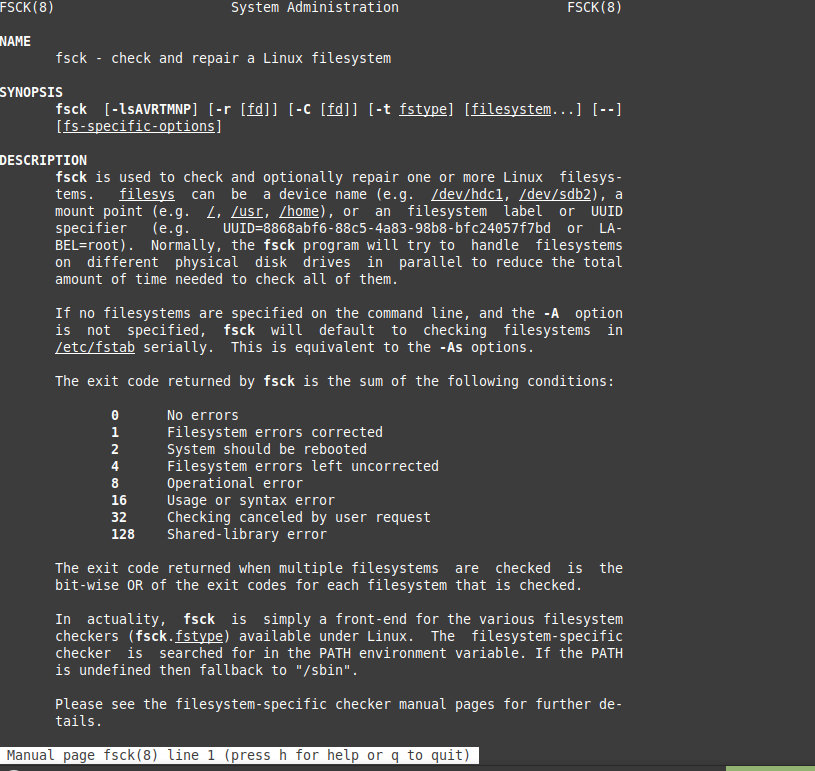 FSCK(8)                      System Administration                     FSCK(8)
NAME
fsck - check and repair a Linux filesystem
SYNOPSIS
fsck  [-lsAVRTMNP] [-r [fd]] [-C [fd]] [-t fstype] [filesystem...] [--]
[fs-specific-options]
DESCRIPTION
fsck is used to check and optionally repair one or more Linux  filesys-
tems.   filesys  can  be  a device name (e.g.  /dev/hdc1, /dev/sdb2), a
mount point (e.g.  /, /usr, /home), or  an  filesystem  label  or  UUID
specifier   (e.g.    UUID=8868abf6-88c5-4a83-98b8-bfc24057f7bd  or  LA-
BEL=root).  Normally, the fsck program will try to  handle  filesystems
on  different  physical  disk  drives  in  parallel to reduce the total
amount of time needed to check all of them.
If no filesystems are specified on the command line, and the -A  option
is  not  specified,  fsck  will  default  to  checking  filesystems  in
/etc/fstab serially.  This is equivalent to the -As options.
The exit code returned by fsck is the sum of the following conditions:
0      No errors
1      Filesystem errors corrected
2      System should be rebooted
4      Filesystem errors left uncorrected
8      Operational error
16     Usage or syntax error
32     Checking canceled by user request
128    Shared-library error
The exit code returned when multiple filesystems  are  checked  is  the
bit-wise OR of the exit codes for each filesystem that is checked.
In  actuality,  fsck  is  simply a front-end for the various filesystem
checkers (fsck.fstype) available under Linux.  The  filesystem-specific
checker  is  searched for in the PATH environment variable. If the PATH
is undefined then fallback to "/sbin".
Please see the filesystem-specific checker manual pages for further de-
tails.
Manual page fsck(8) line 1 (press h for help or q to quit)